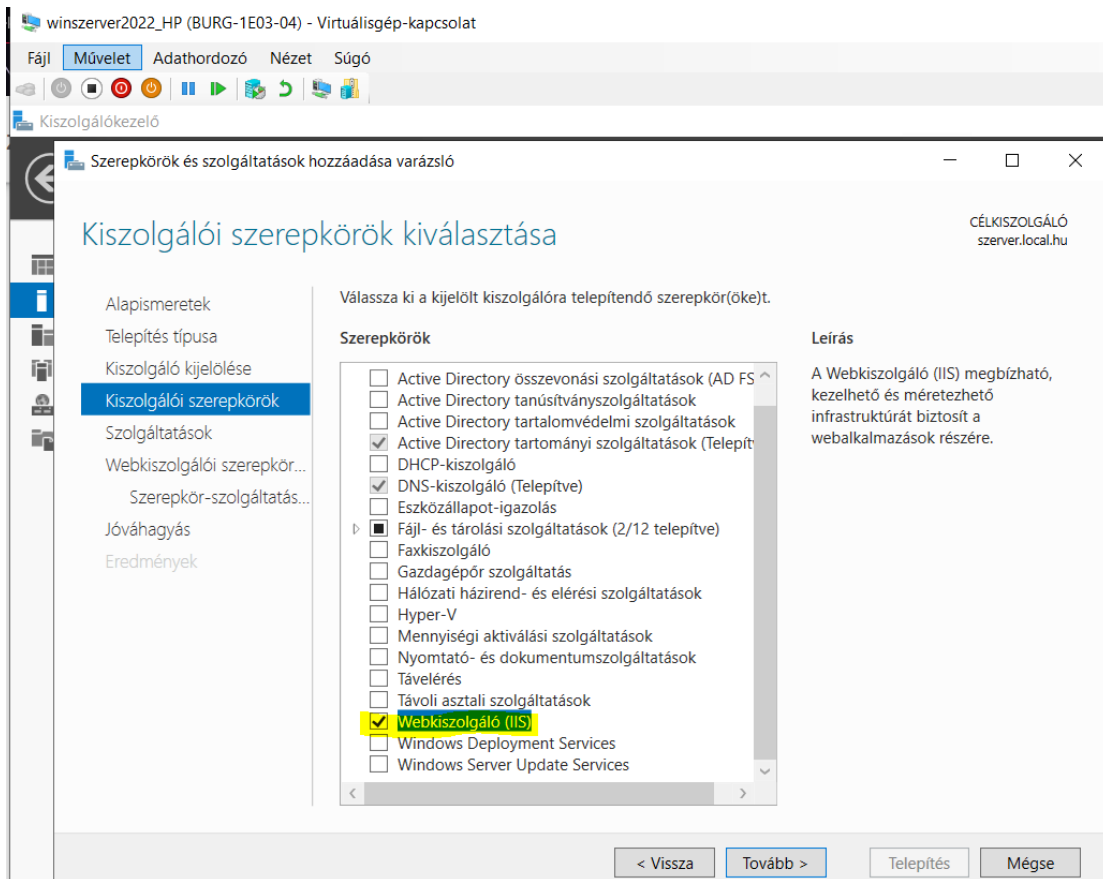 winszerver2022_HP (BURG-1E03-04) - Virtuálisgép-kapcsolat
Fájl Művelet Adathordozó Nézet Súgó
Kiszolgálókezelő
Szerepkörök és szolgáltatások hozzáadása varázsló
Kiszolgálói szerepkörök kiválasztása
CÉLKISZOLGÁLÓ
szerver.local.hu
Alapismeretek
Telepítés típusa
Kiszolgáló kijelölése
Kiszolgálói szerepkörök
Szolgáltatások
Webkiszolgálói szerepkör...
Szerepkör-szolgáltatás...
Jóváhagyás
Eredmények
Válassza ki a kijelölt kiszolgálóra telepítendő szerepkör(öke)t.
Szerepkörök
Active Directory összevonási szolgáltatások (AD FS
Active Directory tanúsítványszolgáltatások
Active Directory tartalomvédelmi szolgáltatások
Active Directory tartományi szolgáltatások (Telepít
DHCP-kiszolgáló
DNS-kiszolgáló (Telepítve)
Eszközállapot-igazolás
Fájl- és tárolási szolgáltatások (2/12 telepítve)
Faxkiszolgáló
Gazdagépőr szolgáltatás
Hálózati házirend- és elérési szolgáltatások
Hyper-V
Mennyiségi aktiválási szolgáltatások
Nyomtató- és dokumentumszolgáltatások
Távelérés
Távoli asztali szolgáltatások
Webkiszolgáló (IIS)
Windows Deployment Services
Windows Server Update Services
Leírás
A Webkiszolgáló (IIS) megbízható,
kezelhető és méretezhető
infrastruktúrát biztosít a
webalkalmazások részére.
< Vissza
Tovább >
Telepítés
Mégse